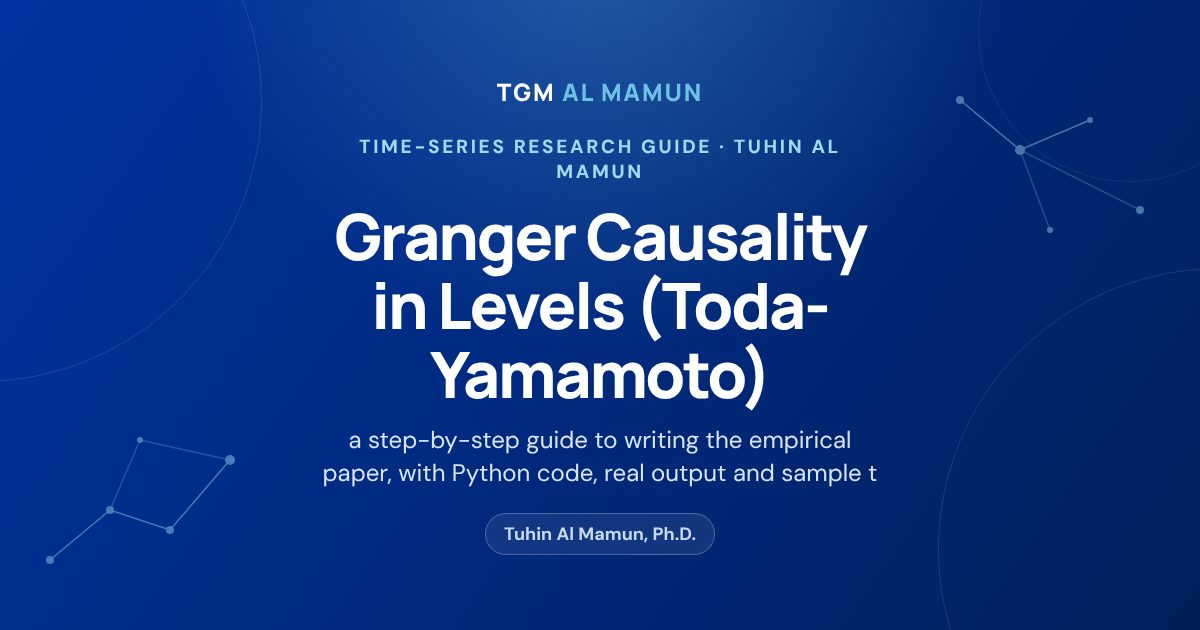 TGM AL MAMUN
TIME-SERIES RESEARCH GUIDE · TUHIN AL
MAMUN
Granger Causality
in Levels (Toda-
Yamamoto)
a step-by-step guide to writing the empirical
paper, with Python code, real output and sample t
Tuhin Al Mamun, Ph.D.